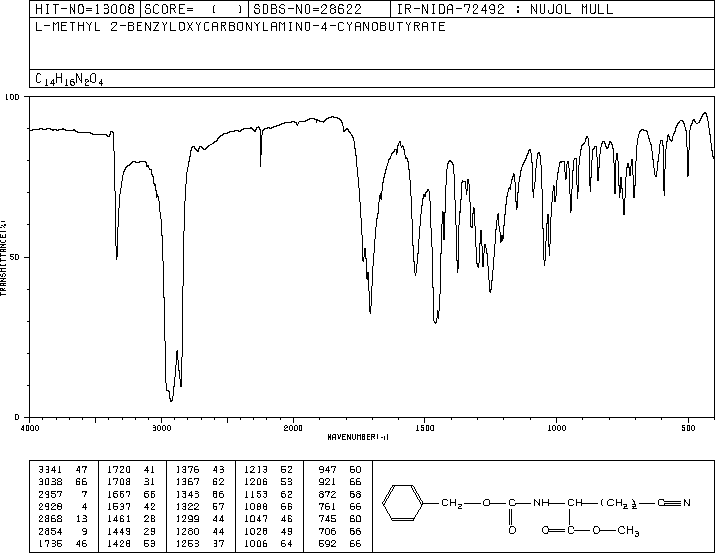 HIT-NO=13008 SCORE= ( ) SDBS-NO=28622 IR-NIDA-72492 : NUJOL MULL
L-METHYL 2-BENZYLOXYCARBONYLAMINO-4-CYANOBUTYRATE
C14H16N2O4
100
50
0
TRANSMITTANCE(%)
4000 3000 2000 1500 1000 500
WAVENUMBER(-1)
3341 47 1720 41 1376 43 1213 52 947 60
3038 66 1708 31 1367 62 1206 53 921 66
2957 7 1667 66 1343 66 1153 62 872 68
2928 4 1537 42 1322 57 1088 66 761 66
2868 13 1461 28 1299 44 1047 46 745 60
2854 9 1449 29 1280 44 1028 49 706 66
1735 46 1428 53 1253 37 1006 64 592 66
CH2 O C NH CH (CH2)2 C≡N
O O=C O CH3